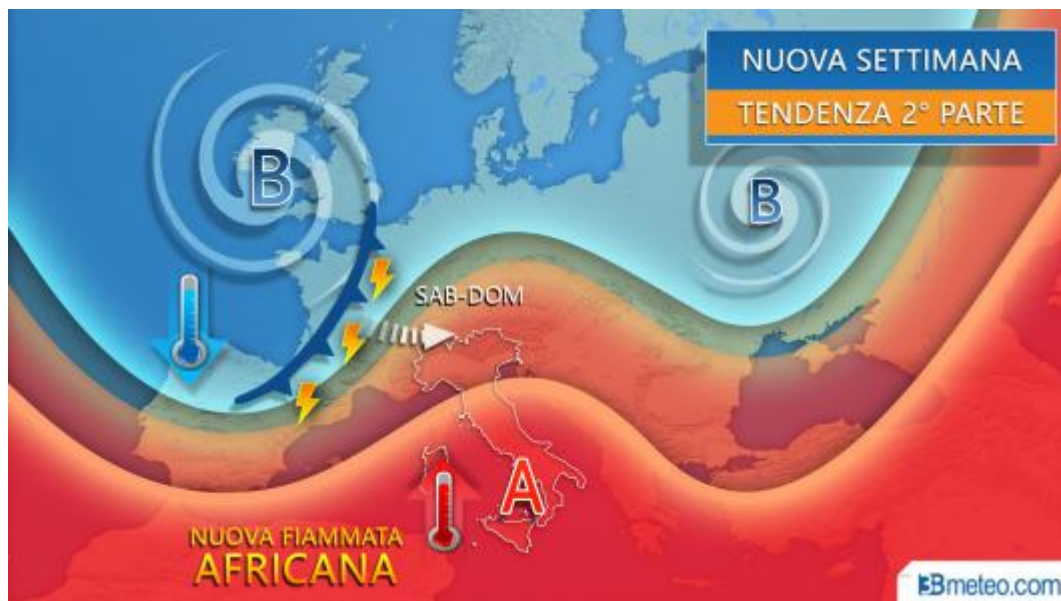 NUOVA SETTIMANA
TENDENZA 2° PARTE
B
B
SAB-DOM
A
NUOVA FIAMMATA
AFRICANA
3Bmeteo.com